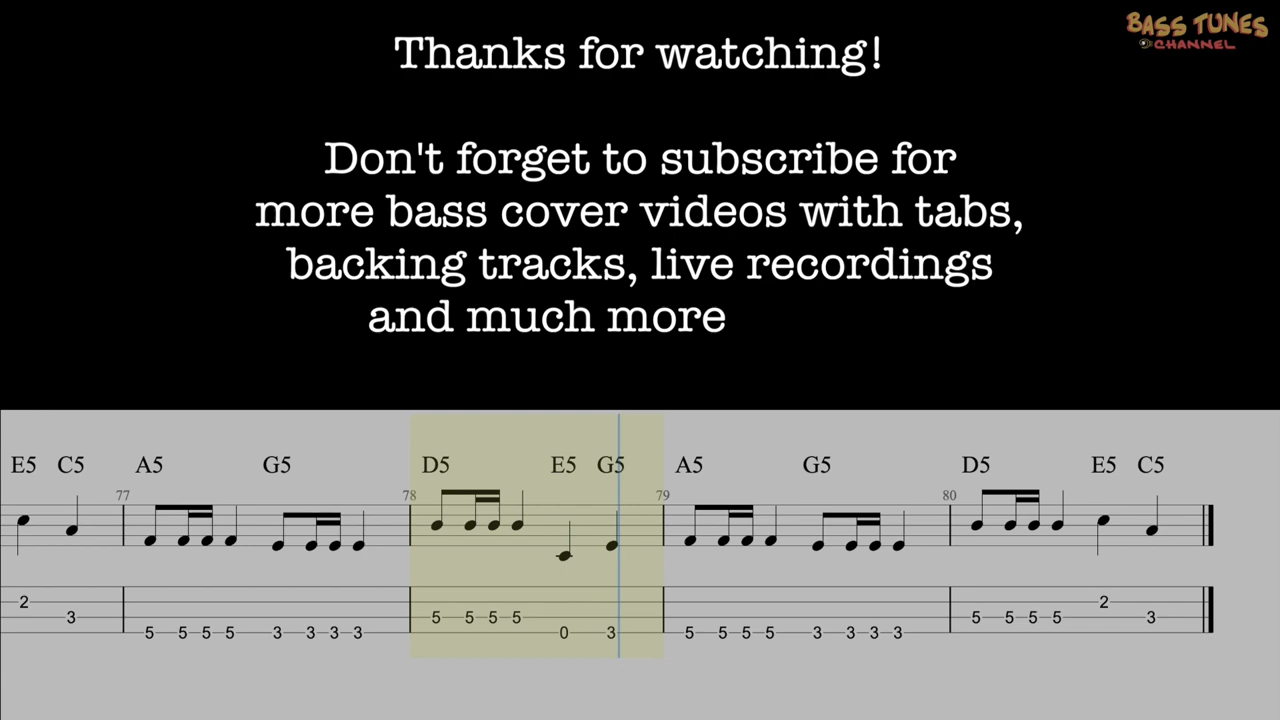 BASS TUNES
CHANNEL
Thanks for watching!
Don't forget to subscribe for
more bass cover videos with tabs,
backing tracks, live recordings
and much more
E5 C5 A5 G5 D5 E5 G5 A5 G5 D5 E5 C5
77 78 79 80
2 5 5 5 5 2
3 5 5 5 5 3
5 5 5 5 3 3 3 3 0 3 5 5 5 5 3 3 3 3